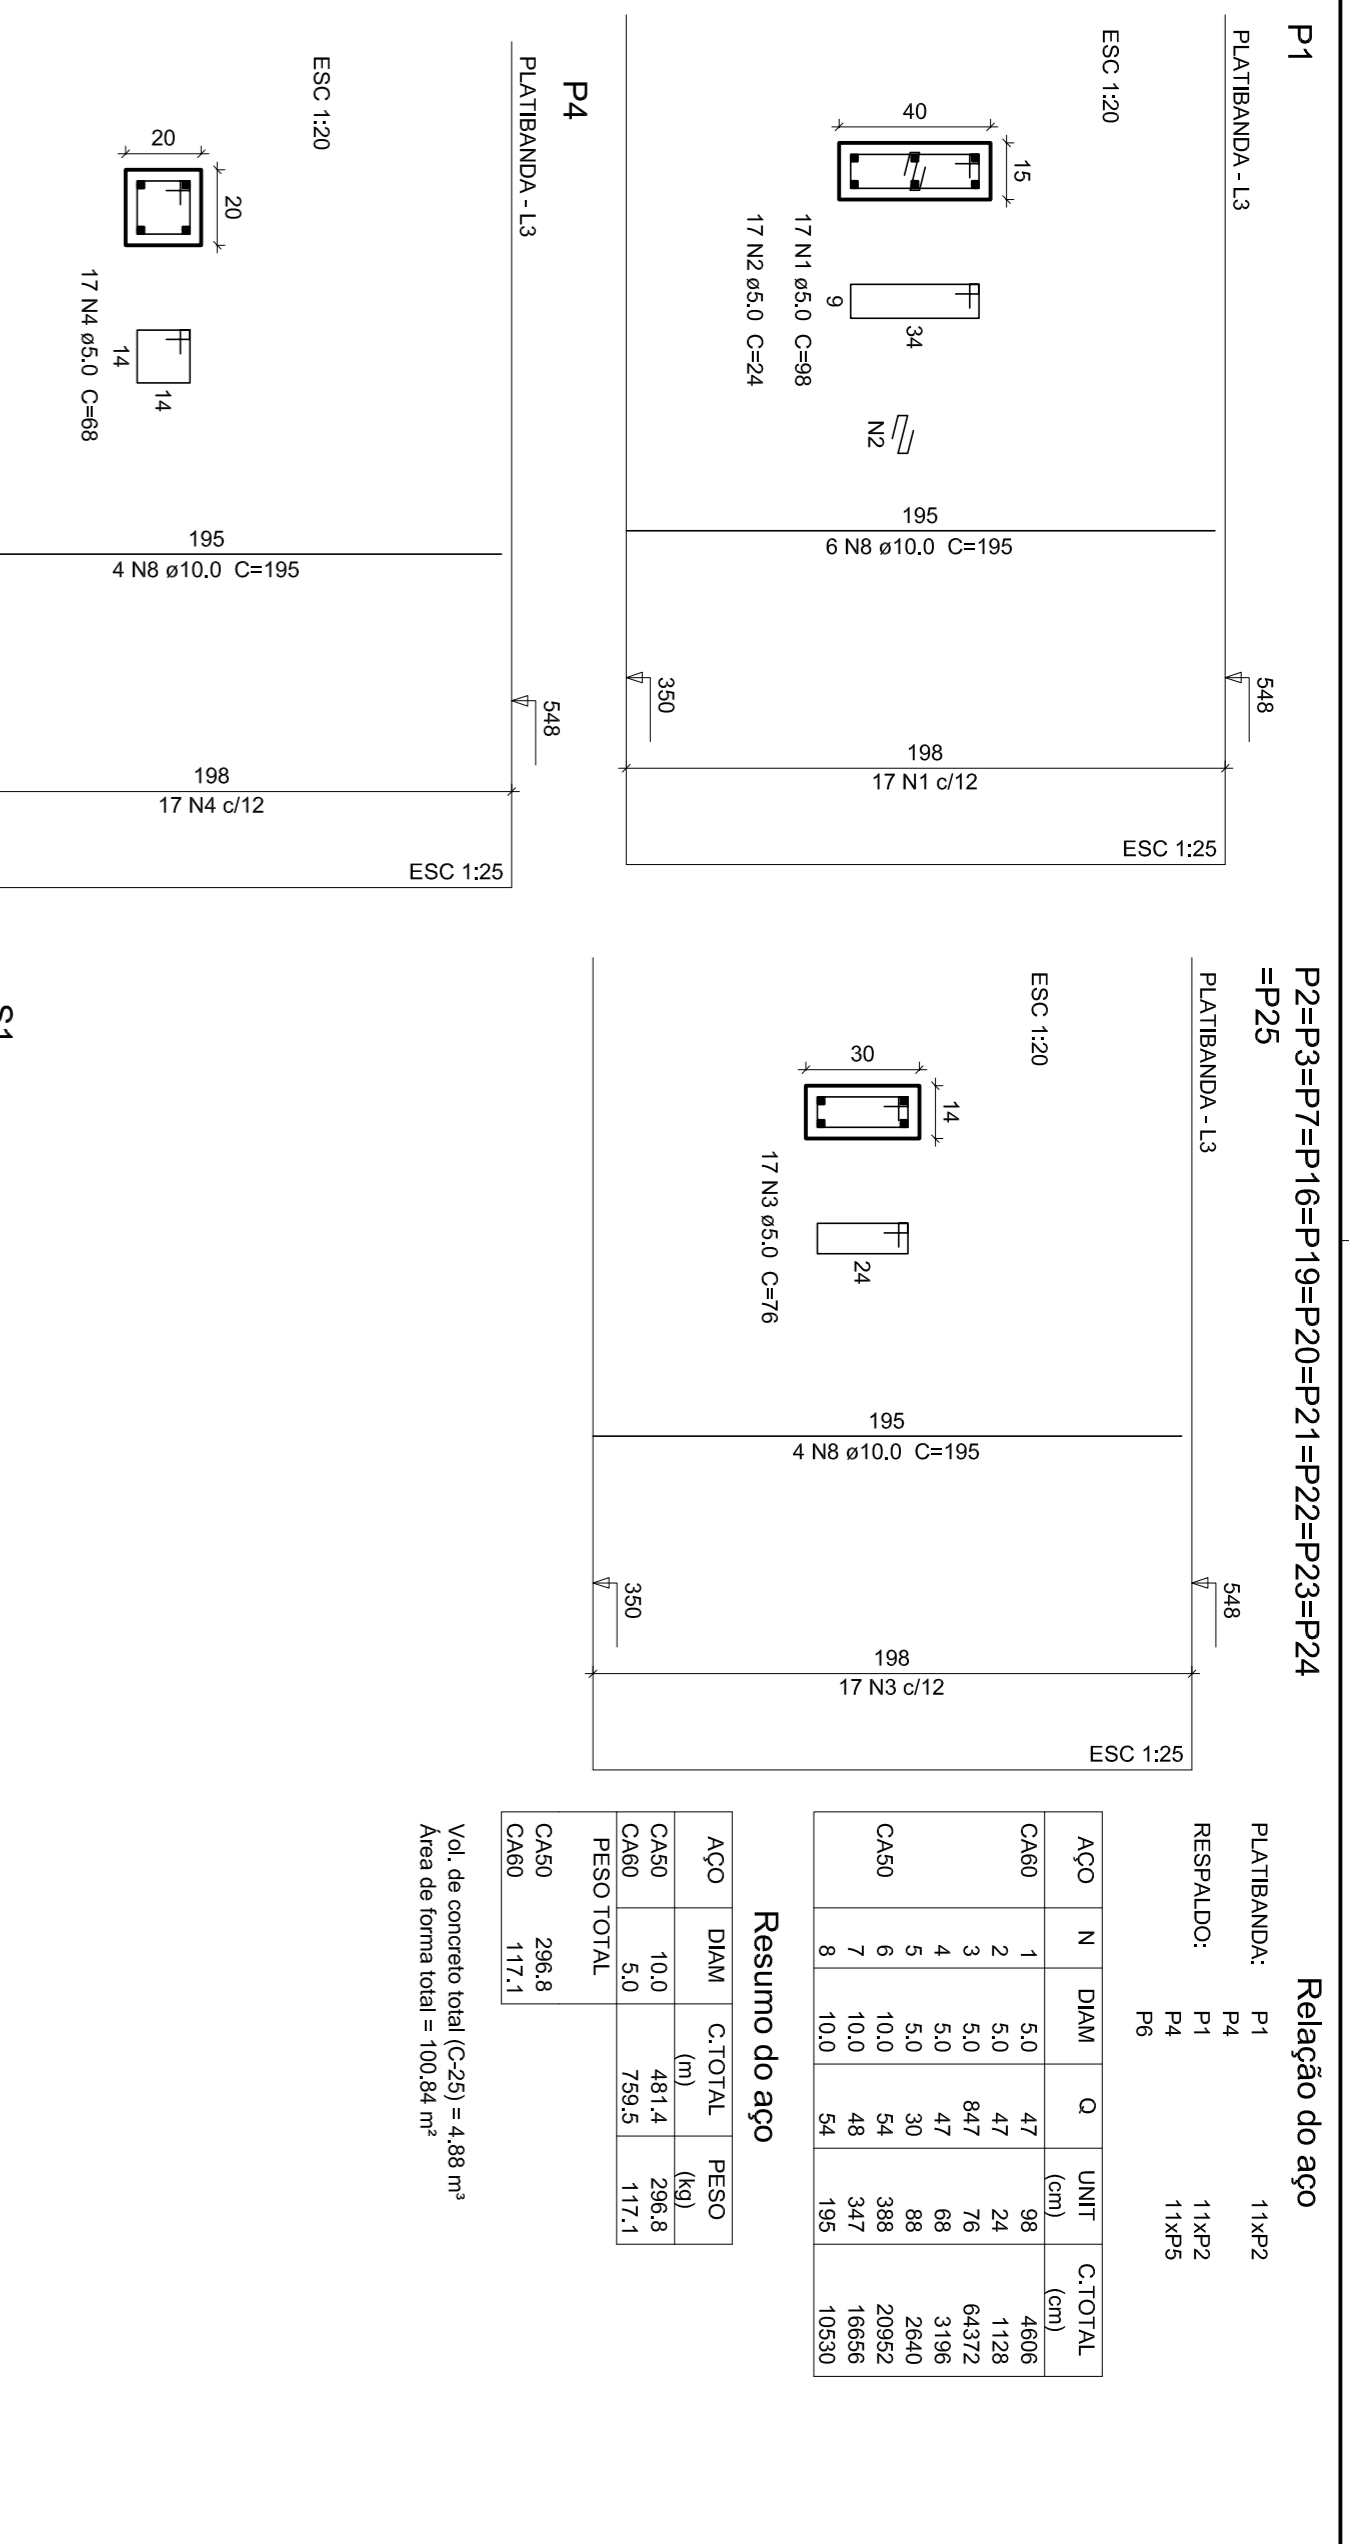 P1
PLATIBANDA - L3
ESC 1:20
40
15
17 N1 ø5.0 C=98
17 N2 ø5.0 C=24
9
34
N2
195
6 N8 ø10.0 C=195
548
350
198
17 N1 c/12
ESC 1:25
P4
PLATIBANDA - L3
ESC 1:20
20
20
17 N4 ø5.0 C=68
14
14
195
4 N8 ø10.0 C=195
548
198
17 N4 c/12
ESC 1:25
P2=P3=P7=P16=P19=P20=P21=P22=P23=P24
=P25
PLATIBANDA - L3
ESC 1:20
30
14
17 N3 ø5.0 C=76
24
195
4 N8 ø10.0 C=195
548
350
198
17 N3 c/12
ESC 1:25
S1
Relação do aço
PLATIBANDA: P1 11xP2
P4
RESPALDO: P1 11xP2
P4 11xP5
P6
AÇO N DIAM Q UNIT C.TOTAL
(cm) (cm)
CA60 1 5.0 47 98 4606
2 5.0 47 24 1128
3 5.0 847 76 64372
4 5.0 47 68 3196
5 5.0 30 88 2640
CA50 6 10.0 54 388 20952
7 10.0 48 347 16656
8 10.0 54 195 10530
Resumo do aço
AÇO DIAM C.TOTAL PESO
(m) (kg)
CA50 10.0 481.4 296.8
CA60 5.0 759.5 117.1
PESO TOTAL
CA50 296.8
CA60 117.1
Vol. de concreto total (C-25) = 4.88 m³
Área de forma total = 100.84 m²